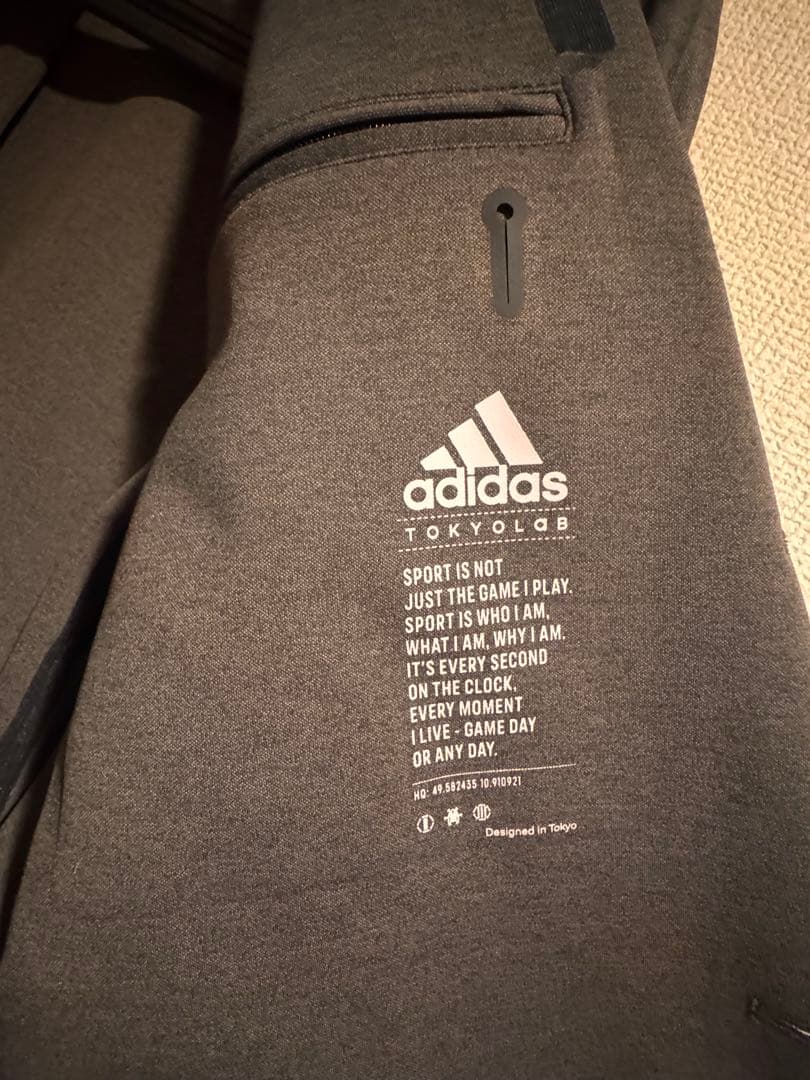 adidas
TOKYOLaB
SPORT IS NOT
JUST THE GAME I PLAY.
SPORT IS WHO I AM,
WHAT I AM, WHY I AM.
IT'S EVERY SECOND
ON THE CLOCK,
EVERY MOMENT
I LIVE - GAME DAY
OR ANY DAY.
HQ: 49.582435 10.910921
Designed in Tokyo